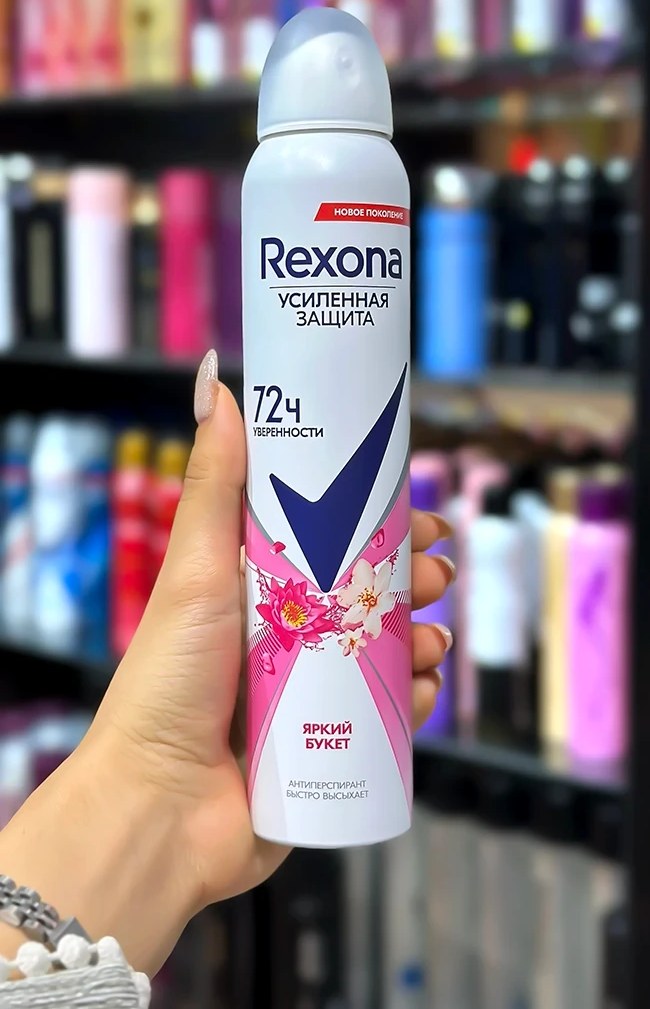 НОВОЕ ПОКОЛЕНИЕ
Rexona
УСИЛЕННАЯ
ЗАЩИТА
72ч
УВЕРЕННОСТИ
ЯРКИЙ
БУКЕТ
АНТИПЕРСПИРАНТ
БЫСТРО ВЫСЫХАЕТ